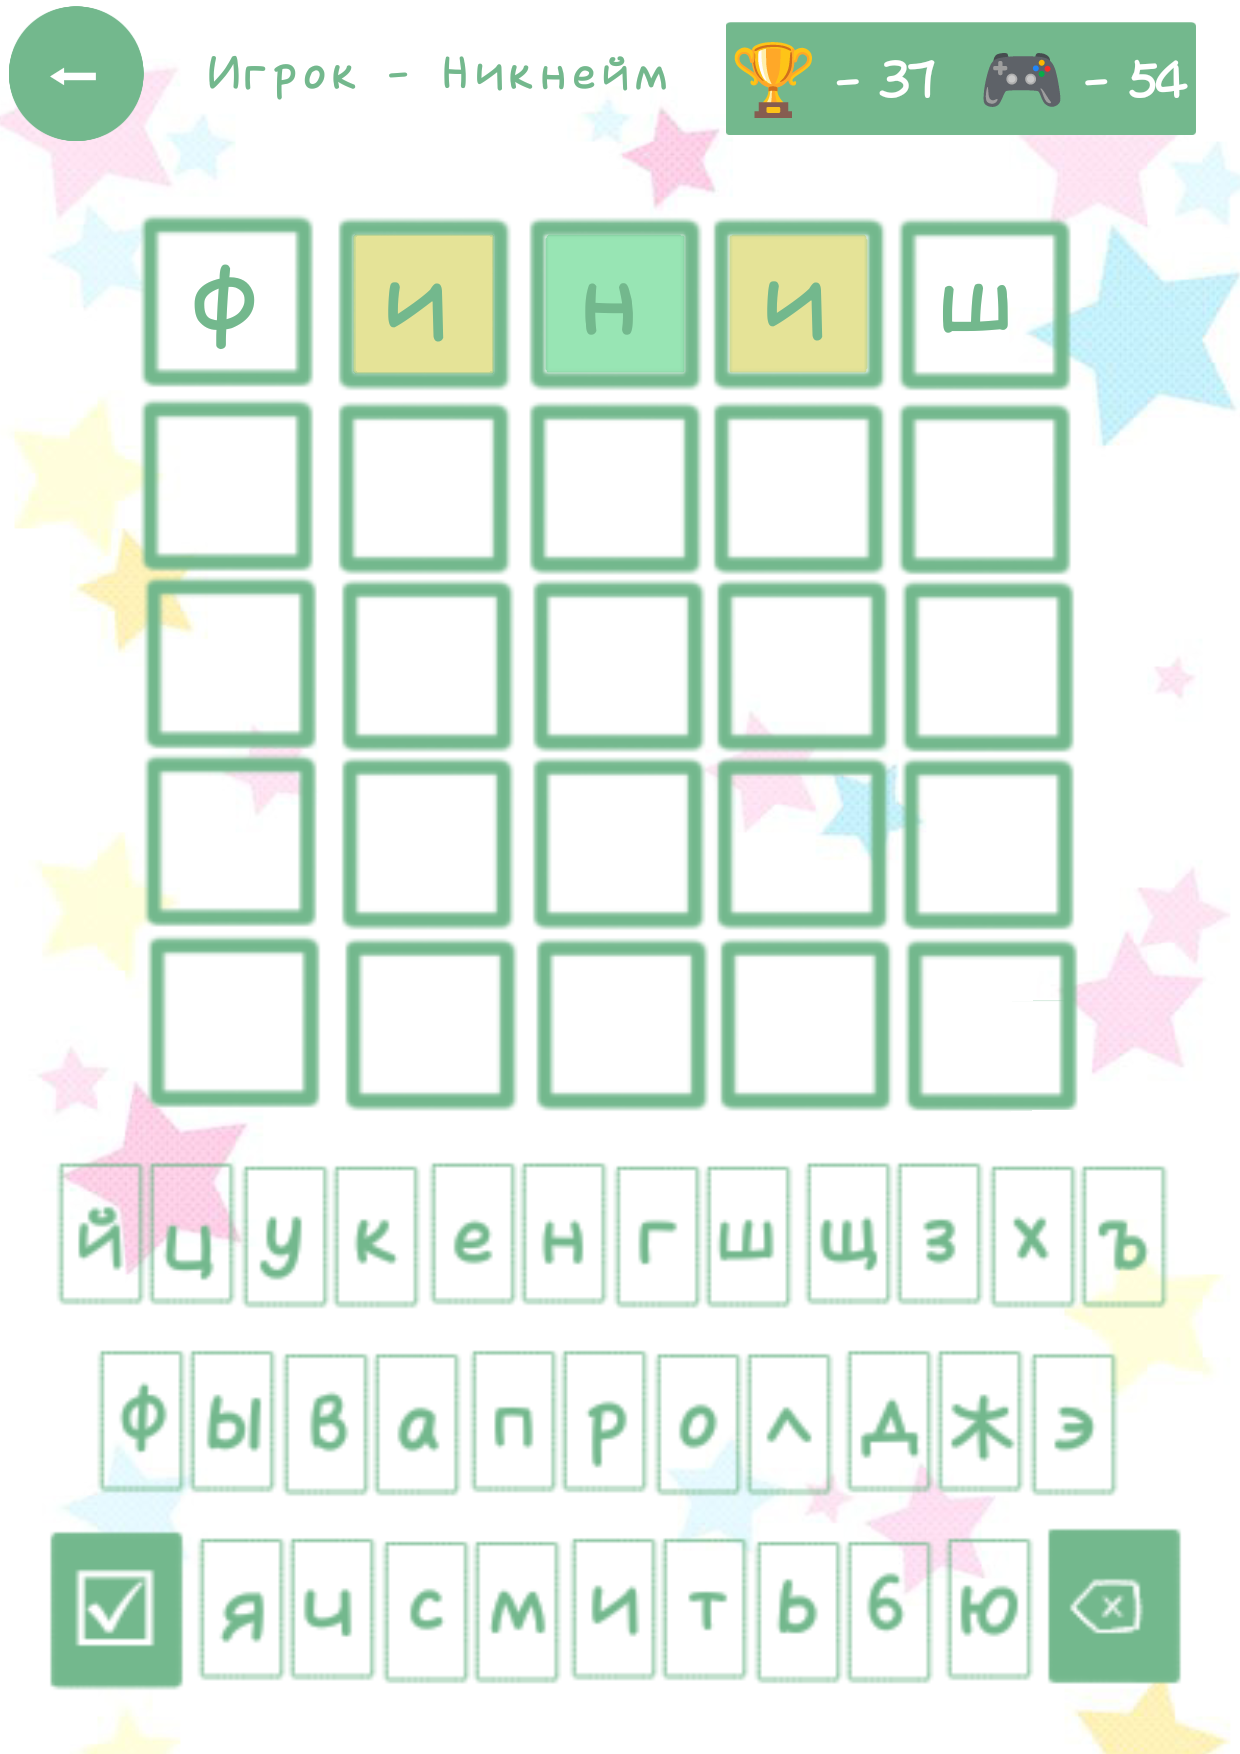 Игрок - Никнейм - 37 - 54
Ф И Н И Ш
й ц у к е н г ш щ з х ъ
ф ы в а п р о л д ж э
я ч с м и т ь б ю